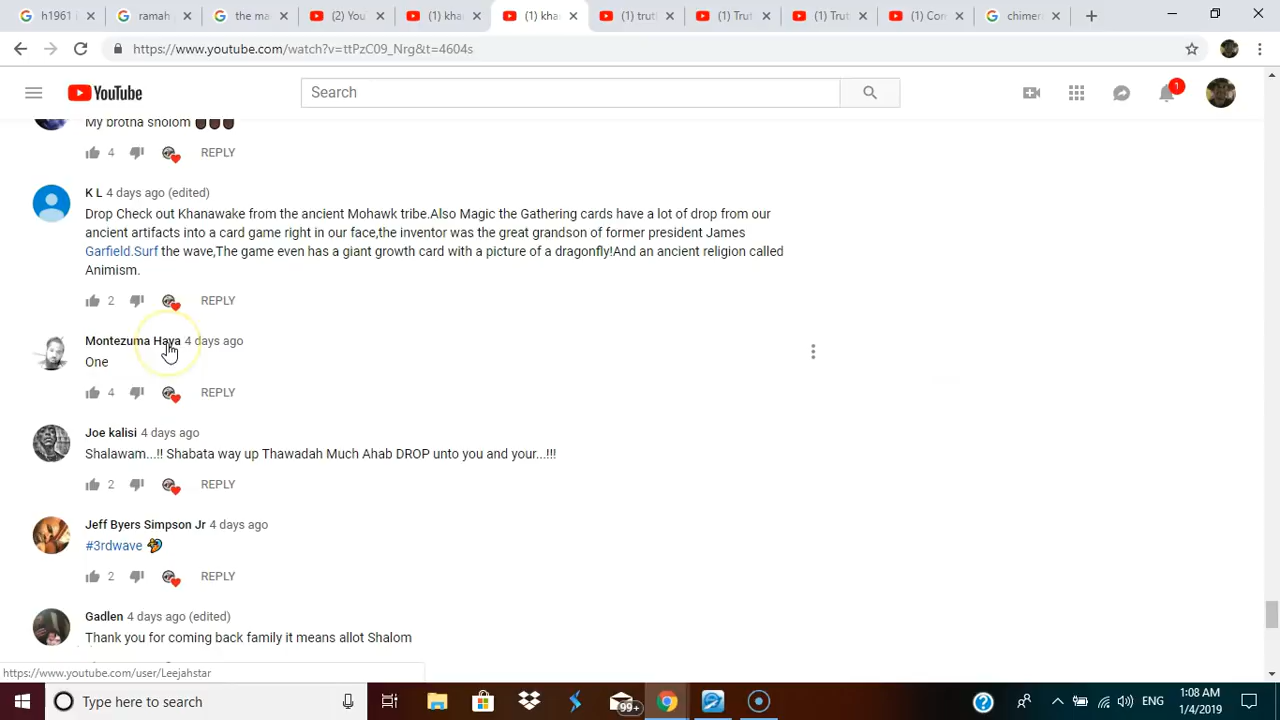 h1961 i
ramah p
the ma
(2) You
(1) khar
(1) khar
(1) truth
(1) Trut
(1) Truta
(1) Com
chimer
https://www.youtube.com/watch?v=ttPzC09_Nrg&t=4604s
YouTube
Search
1
My brotha sholom
4 REPLY
K L 4 days ago (edited)
Drop Check out Khanawake from the ancient Mohawk tribe.Also Magic the Gathering cards have a lot of drop from our
ancient artifacts into a card game right in our face,the inventor was the great grandson of former president James
Garfield.Surf the wave,The game even has a giant growth card with a picture of a dragonfly!And an ancient religion called
Animism.
2 REPLY
Montezuma Haya 4 days ago
One
4 REPLY
Joe kalisi 4 days ago
Shalawam...!! Shabata way up Thawadah Much Ahab DROP unto you and your...!!!
2 REPLY
Jeff Byers Simpson Jr 4 days ago
#3rdwave
2 REPLY
Gadlen 4 days ago (edited)
Thank you for coming back family it means allot Shalom
https://www.youtube.com/user/Leejahstar
Type here to search
99+
ENG
1:08 AM
1/4/2019